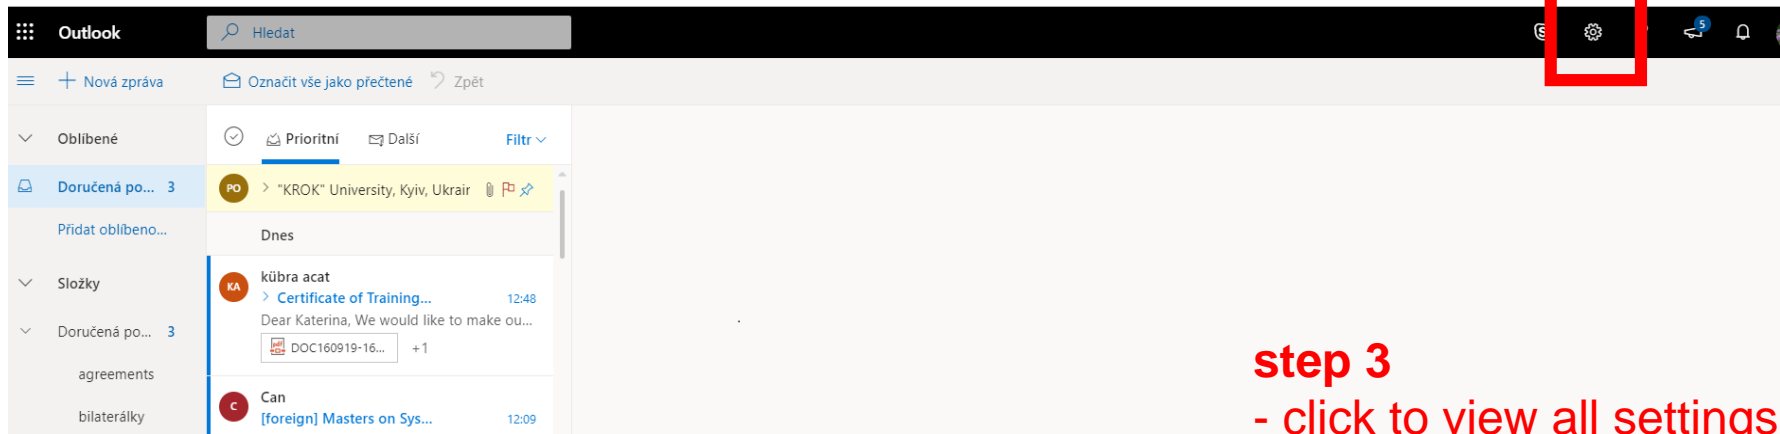 Outlook
Hledat
5
Nová zpráva
Označit vše jako přečtené
Zpět
Oblíbené
Prioritní
Další
Filtr
Doručená po... 3
PO
"KROK" University, Kyiv, Ukrair
Přidat oblíbeno...
Dnes
Složky
KA
kübra acat
Certificate of Training... 12:48
Dear Katerina, We would like to make ou...
Doručená po... 3
DOC160919-16... +1
agreements
bilaterálky
C
Can
[foreign] Masters on Sys... 12:09
step 3
- click to view all settings